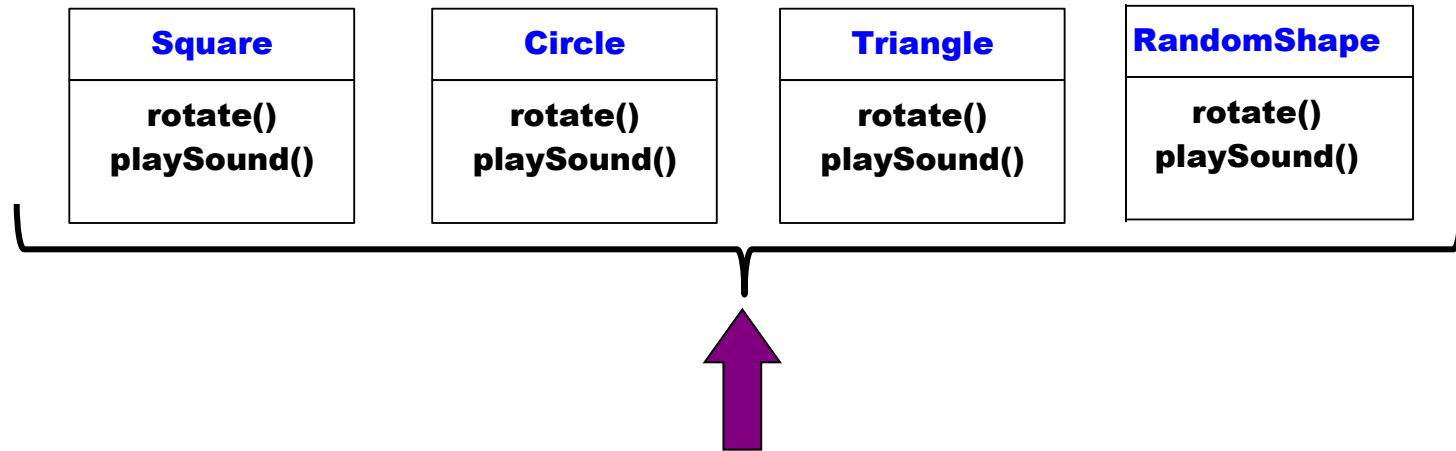 Square
rotate()
playSound()
Circle
rotate()
playSound()
Triangle
rotate()
playSound()
RandomShape
rotate()
playSound()